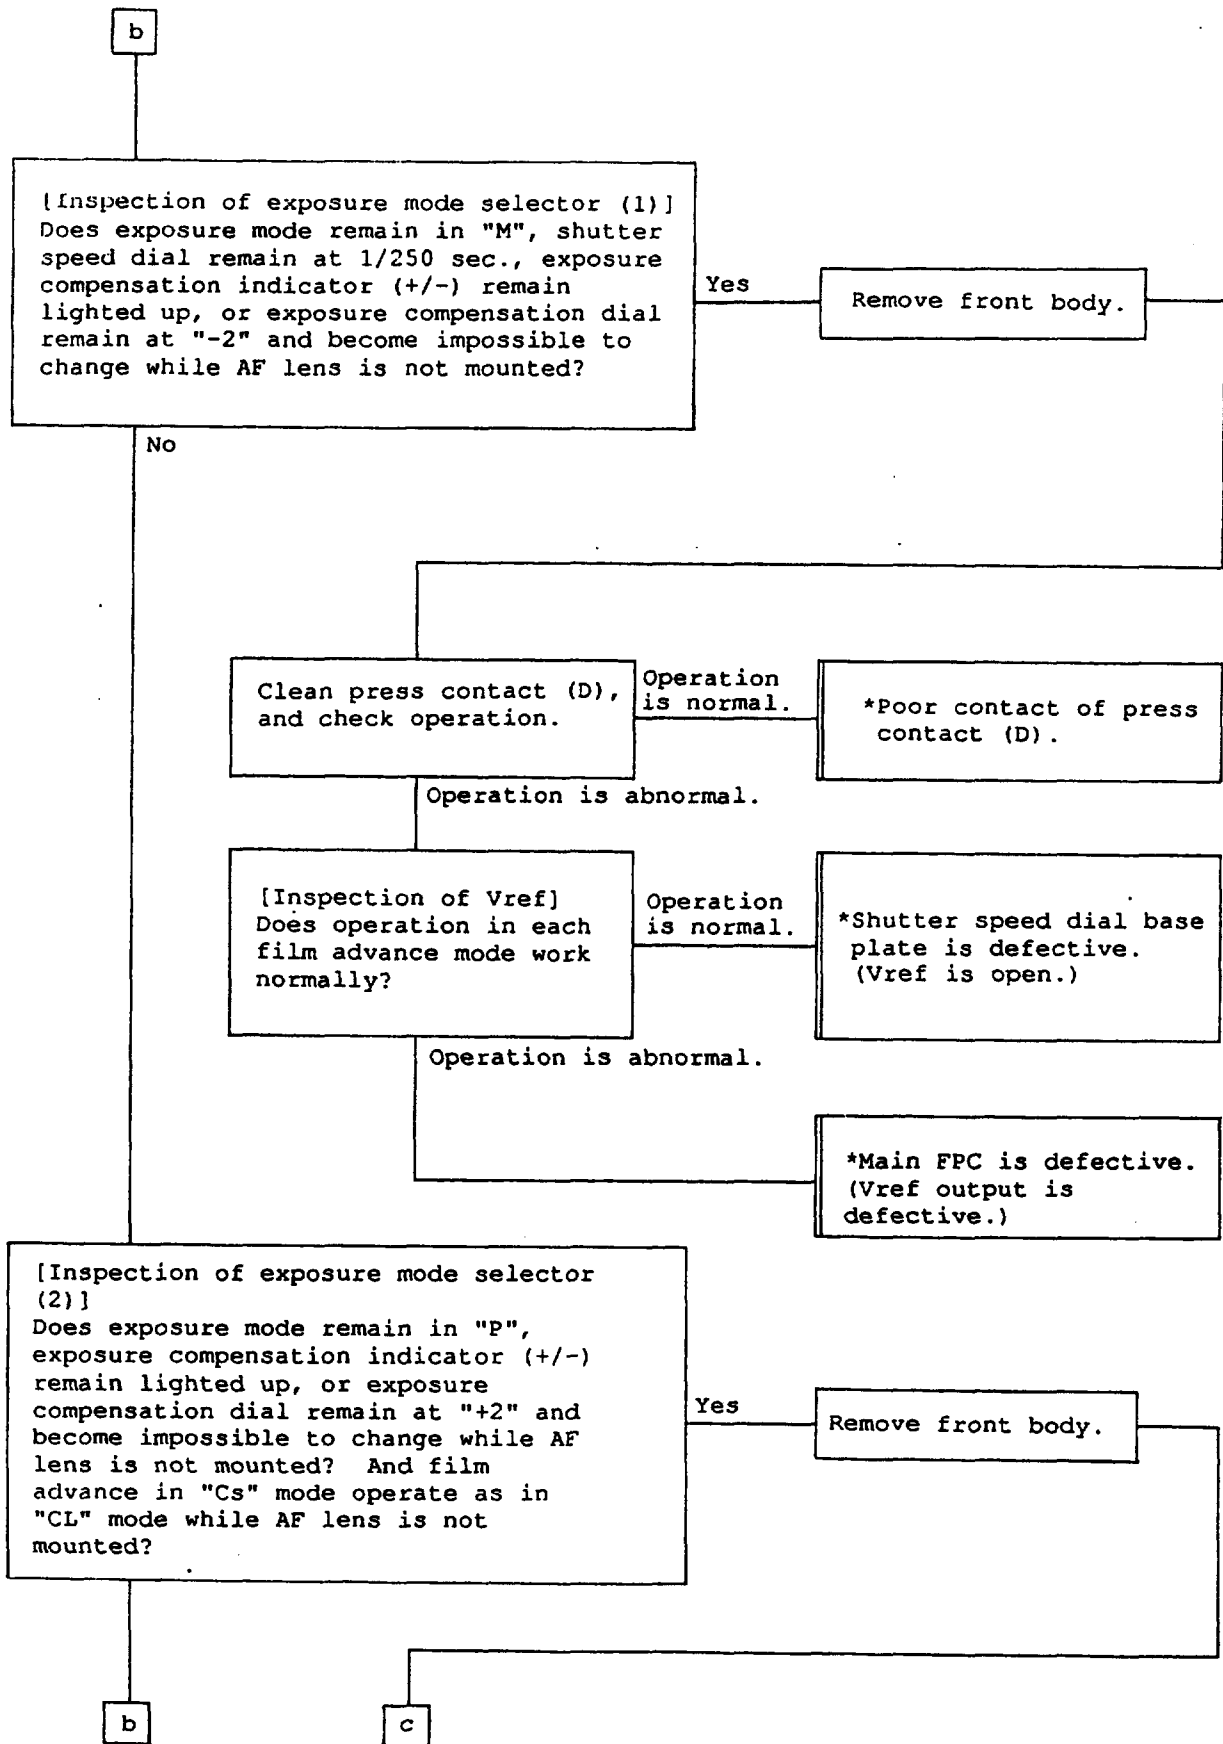 b
[Inspection of exposure mode selector (1)]
Does exposure mode remain in "M", shutter
speed dial remain at 1/250 sec., exposure
compensation indicator (+/-) remain
lighted up, or exposure compensation dial
remain at "-2" and become impossible to
change while AF lens is not mounted?
Yes
Remove front body.
No
Clean press contact (D),
and check operation.
Operation
is normal.
*Poor contact of press
contact (D).
Operation is abnormal.
[Inspection of Vref]
Does operation in each
film advance mode work
normally?
Operation
is normal.
*Shutter speed dial base
plate is defective.
(Vref is open.)
Operation is abnormal.
*Main FPC is defective.
(Vref output is
defective.)
[Inspection of exposure mode selector
(2)]
Does exposure mode remain in "P",
exposure compensation indicator (+/-)
remain lighted up, or exposure
compensation dial remain at "+2" and
become impossible to change while AF
lens is not mounted? And film
advance in "Cs" mode operate as in
"CL" mode while AF lens is not
mounted?
Yes
Remove front body.
b
c